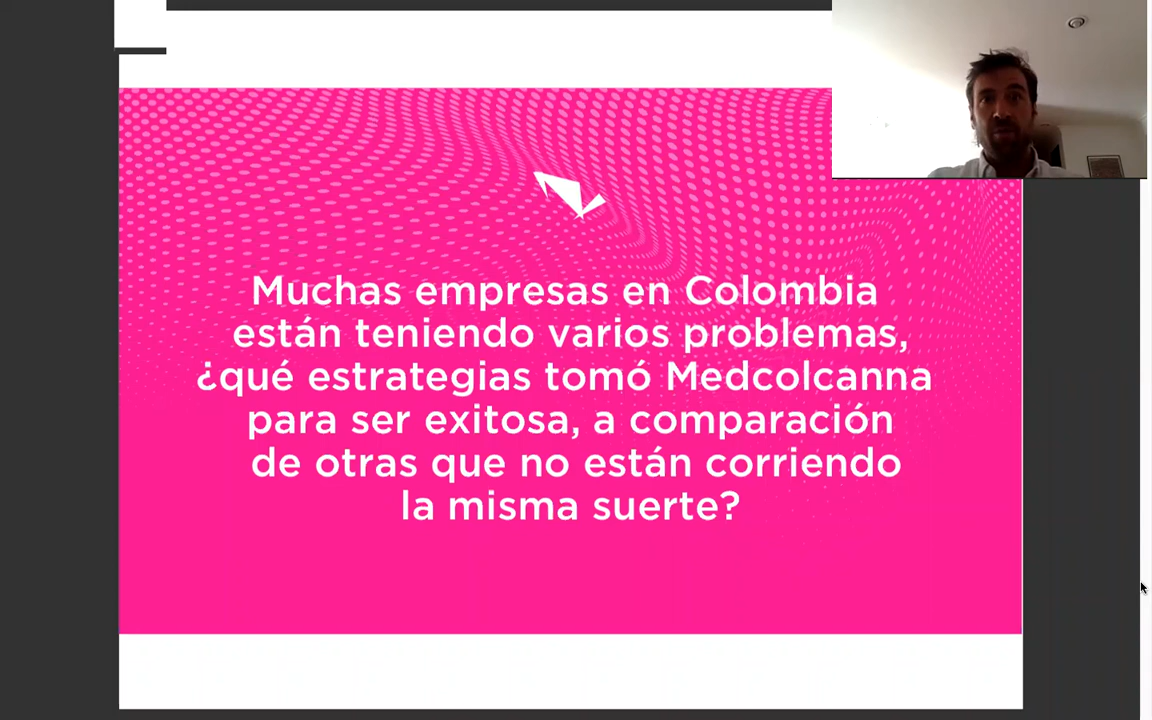 Muchas empresas en Colombia
están teniendo varios problemas,
¿qué estrategias tomó Medcolcanna
para ser exitosa, a comparación
de otras que no están corriendo
la misma suerte?